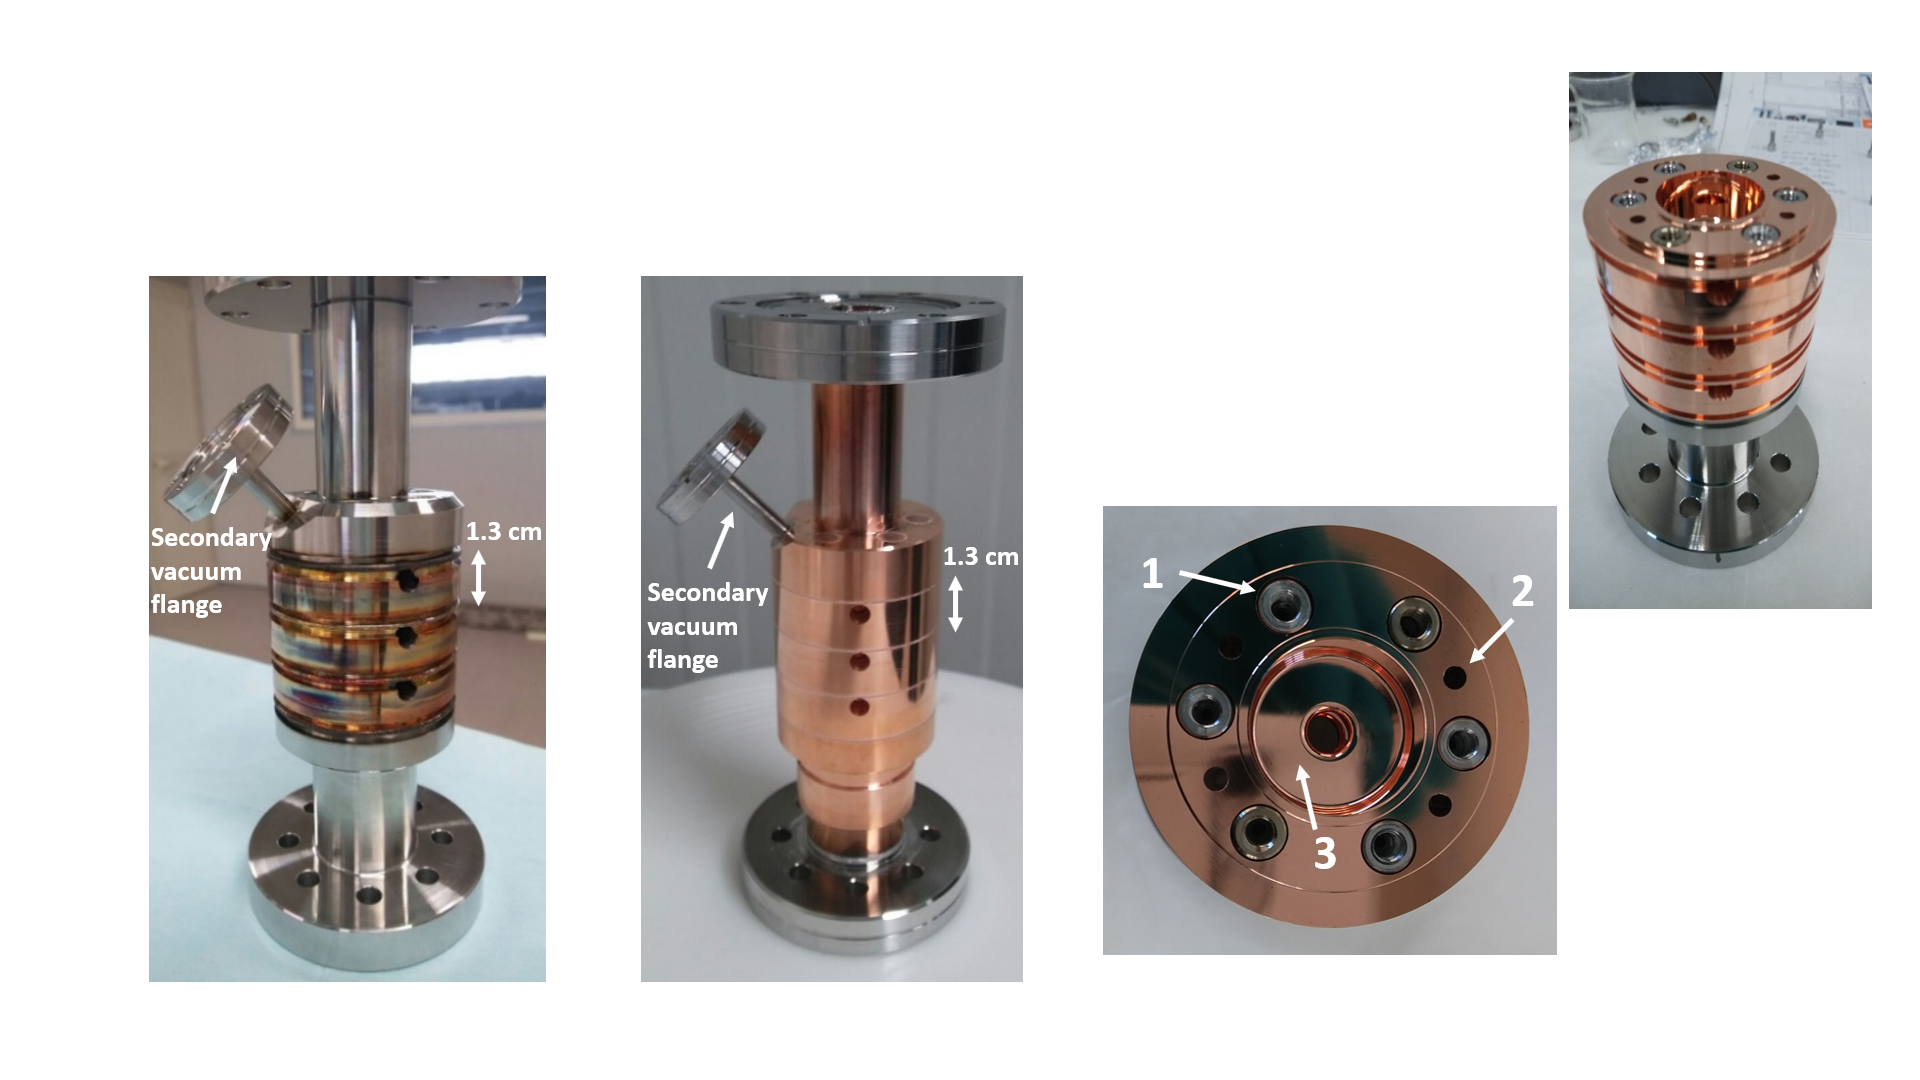 Secondary
vacuum
flange
1.3 cm
Secondary
vacuum
flange
1.3 cm
1
2
3